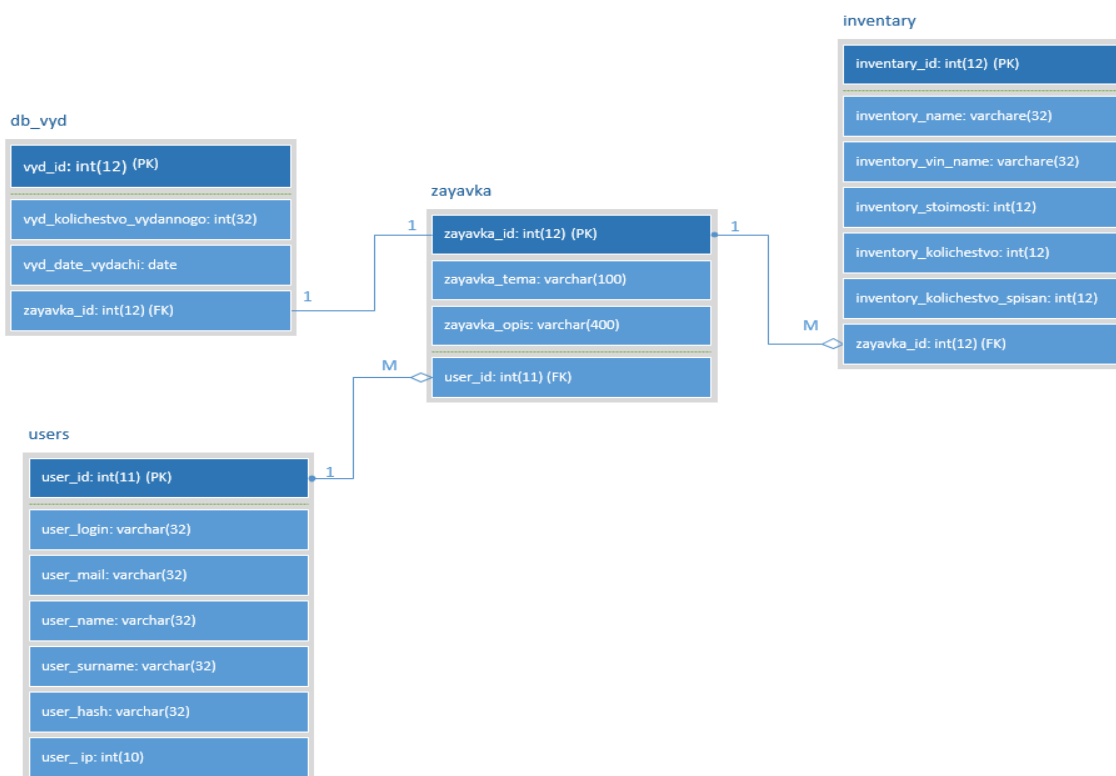 inventary
inventary_id: int(12) (PK)
inventory_name: varchare(32)
inventory_vin_name: varchare(32)
inventory_stoimosti: int(12)
inventory_kolichestvo: int(12)
inventory_kolichestvo_spisan: int(12)
zayavka_id: int(12) (FK)
db_vyd
vyd_id: int(12) (PK)
vyd_kolichestvo_vydannogo: int(32)
vyd_date_vydachi: date
zayavka_id: int(12) (FK)
zayavka
zayavka_id: int(12) (PK)
zayavka_tema: varchar(100)
zayavka_opis: varchar(400)
user_id: int(11) (FK)
1
1
1
M
M
1
users
user_id: int(11) (PK)
user_login: varchar(32)
user_mail: varchar(32)
user_name: varchar(32)
user_surname: varchar(32)
user_hash: varchar(32)
user_ ip: int(10)